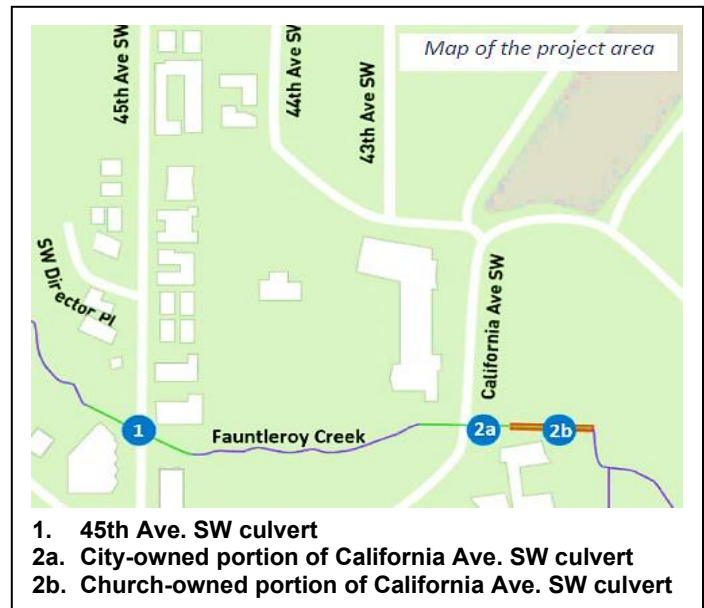 Map of the project area
45th Ave SW
44th Ave SW
43th Ave SW
SW Director Pl
California Ave SW
1
Fauntleroy Creek
2a
2b
1. 45th Ave. SW culvert
2a. City-owned portion of California Ave. SW culvert
2b. Church-owned portion of California Ave. SW culvert